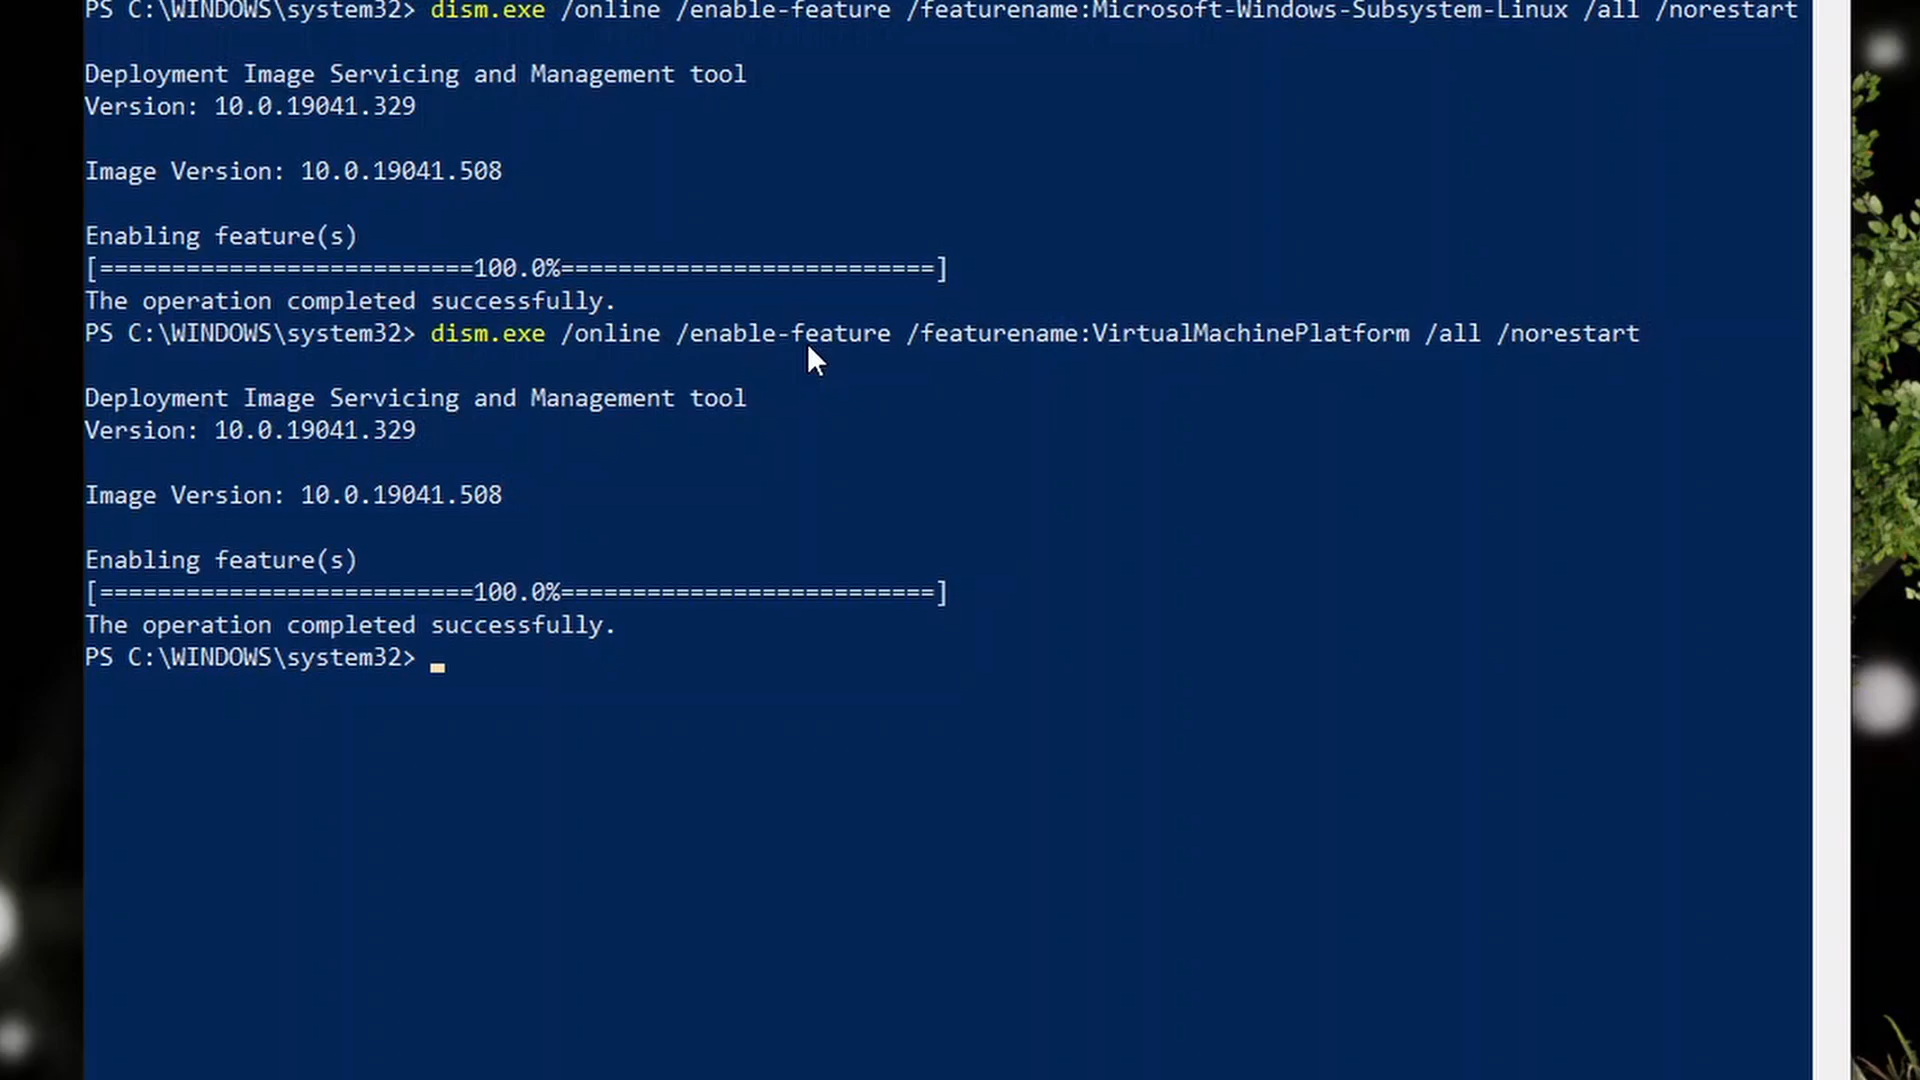 PS C:\WINDOWS\system32> dism.exe /online /enable-feature /featurename:Microsoft-Windows-Subsystem-Linux /all /norestart
Deployment Image Servicing and Management tool
Version: 10.0.19041.329
Image Version: 10.0.19041.508
Enabling feature(s)
[==========================100.0%==========================]
The operation completed successfully.
PS C:\WINDOWS\system32> dism.exe /online /enable-feature /featurename:VirtualMachinePlatform /all /norestart
Deployment Image Servicing and Management tool
Version: 10.0.19041.329
Image Version: 10.0.19041.508
Enabling feature(s)
[==========================100.0%==========================]
The operation completed successfully.
PS C:\WINDOWS\system32>